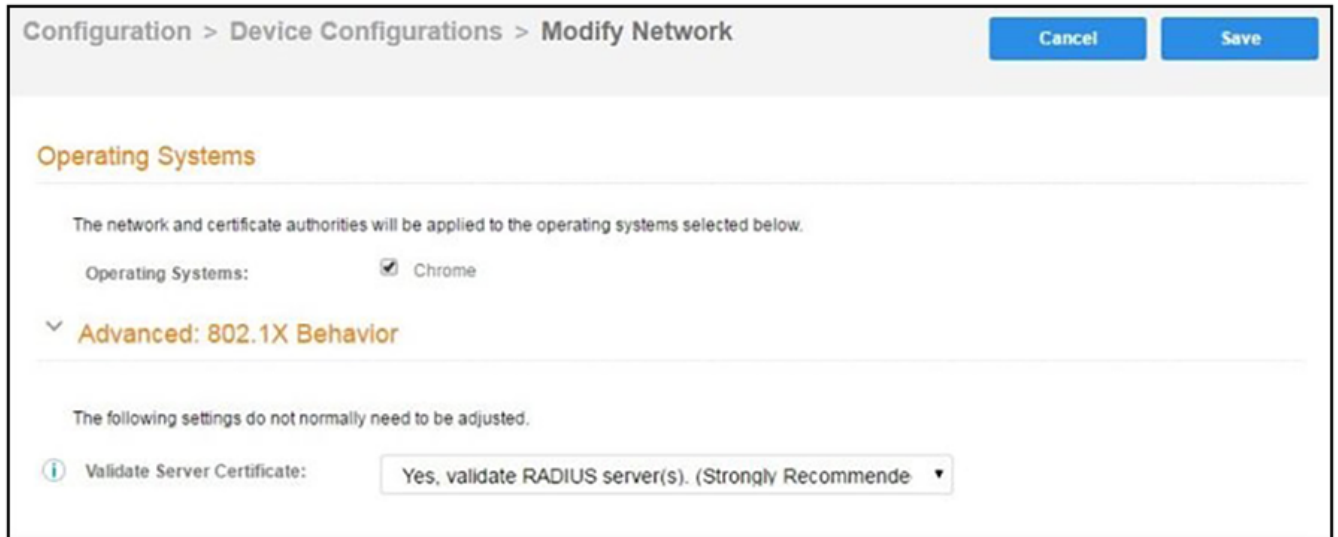 Configuration > Device Configurations > Modify Network
Cancel
Save
Operating Systems
The network and certificate authorities will be applied to the operating systems selected below.
Operating Systems:
Chrome
Advanced: 802.1X Behavior
The following settings do not normally need to be adjusted.
Validate Server Certificate:
Yes, validate RADIUS server(s). (Strongly Recommende